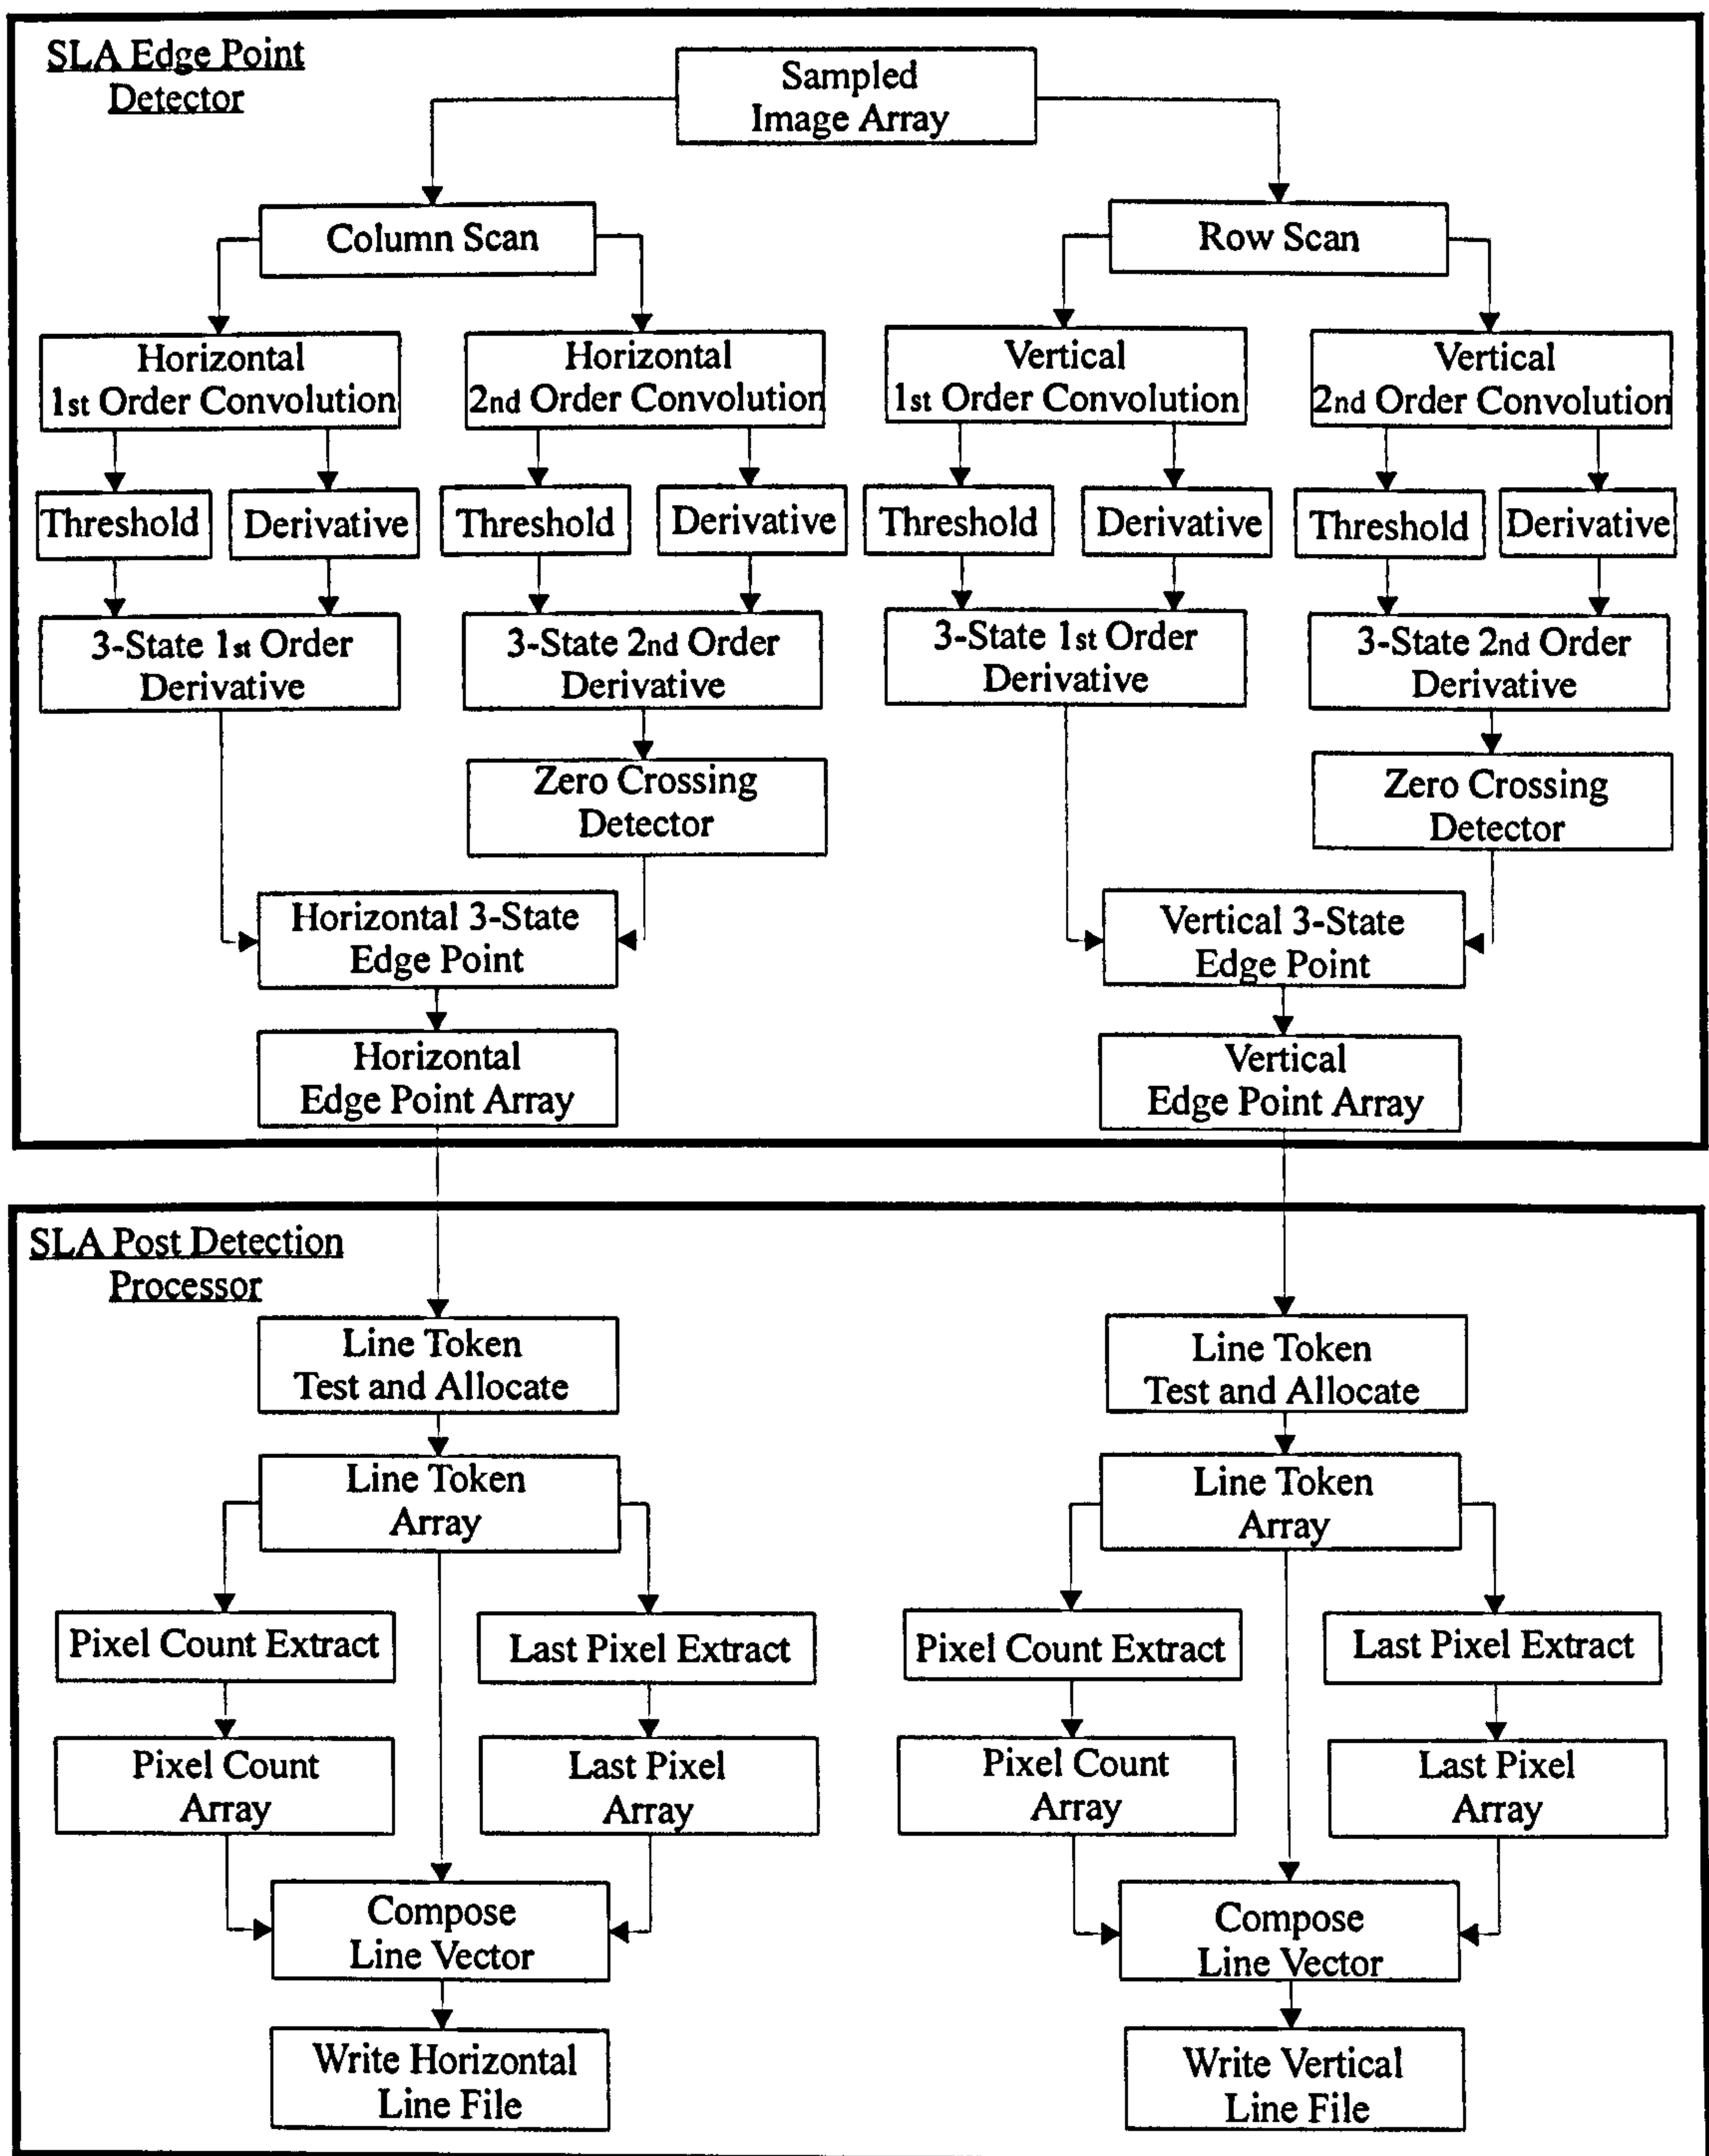 SLA Edge Point
Detector
Sampled
Image Array
Column Scan
Row Scan
Horizontal
1st Order Convolution
Horizontal
2nd Order Convolution
Vertical
1st Order Convolution
Vertical
2nd Order Convolution
Threshold
Derivative
Threshold
Derivative
Threshold
Derivative
Threshold
Derivative
3-State 1st Order
Derivative
3-State 2nd Order
Derivative
3-State 1st Order
Derivative
3-State 2nd Order
Derivative
Zero Crossing
Detector
Zero Crossing
Detector
Horizontal 3-State
Edge Point
Vertical 3-State
Edge Point
Horizontal
Edge Point Array
Vertical
Edge Point Array
SLA Post Detection
Processor
Line Token
Test and Allocate
Line Token
Test and Allocate
Line Token
Array
Line Token
Array
Pixel Count Extract
Last Pixel Extract
Pixel Count Extract
Last Pixel Extract
Pixel Count
Array
Last Pixel
Array
Pixel Count
Array
Last Pixel
Array
Compose
Line Vector
Compose
Line Vector
Write Horizontal
Line File
Write Vertical
Line File